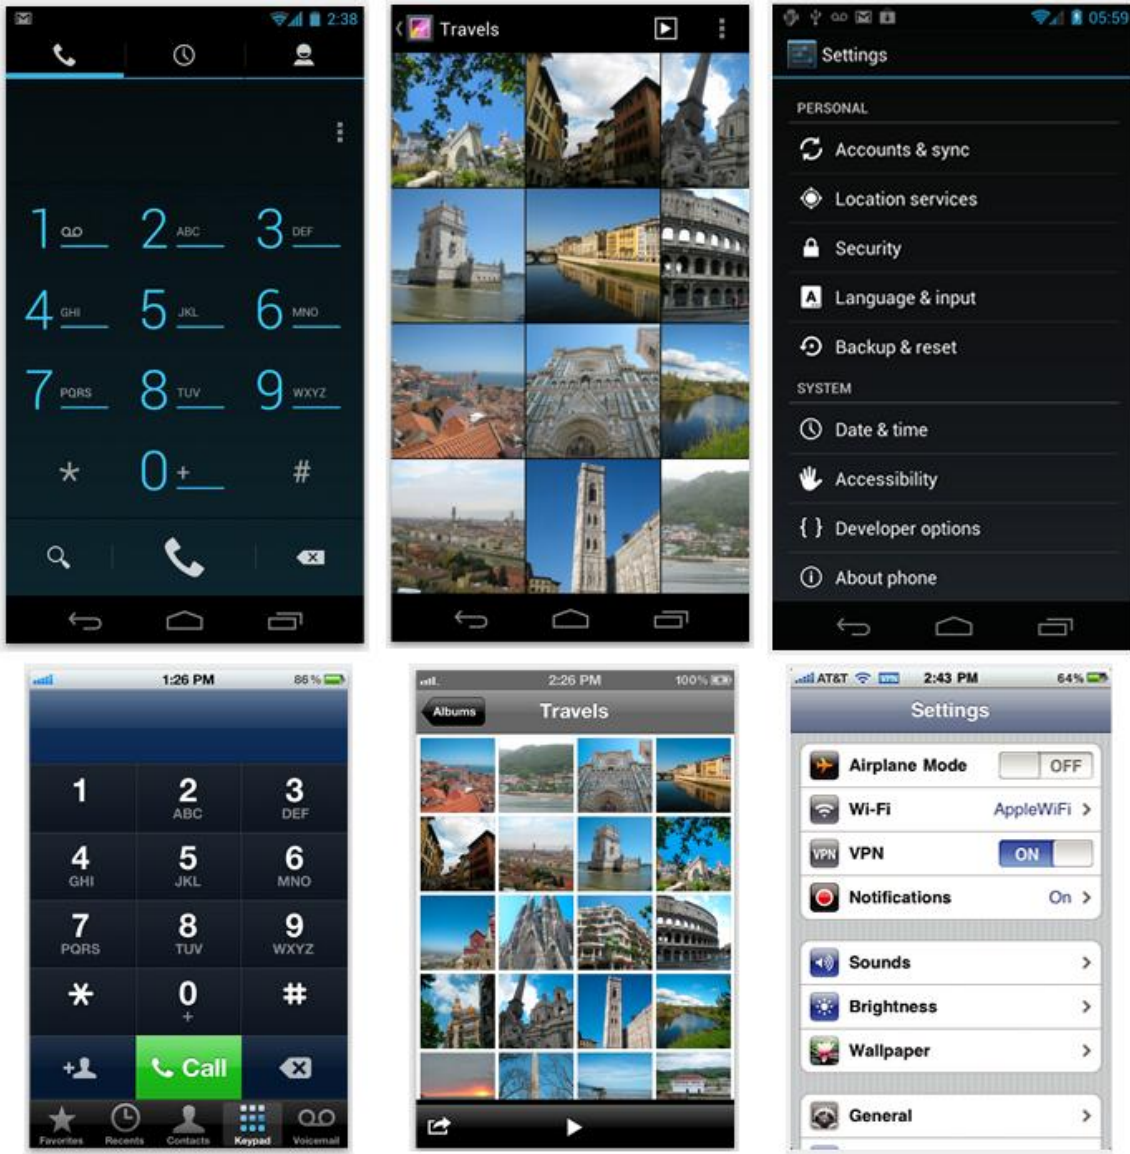 2:38
1
2 ABC
3 DEF
4 GHI
5 JKL
6 MNO
7 PQRS
8 TUV
9 WXYZ
*
0 +
#
Travels
05:59
Settings
PERSONAL
Accounts & sync
Location services
Security
A Language & input
Backup & reset
SYSTEM
Date & time
Accessibility
{ } Developer options
About phone
1:26 PM 86%
1
2
ABC
3
DEF
4
GHI
5
JKL
6
MNO
7
PQRS
8
TUV
9
WXYZ
*
0
+
#
+
Call
Favorites Recents Contacts Keypad Voicemail
2:26 PM 100%
Albums Travels
AT&T VPN 2:43 PM 64%
Settings
Airplane Mode OFF
Wi-Fi AppleWiFi >
VPN VPN ON
Notifications On >
Sounds >
Brightness >
Wallpaper >
General >